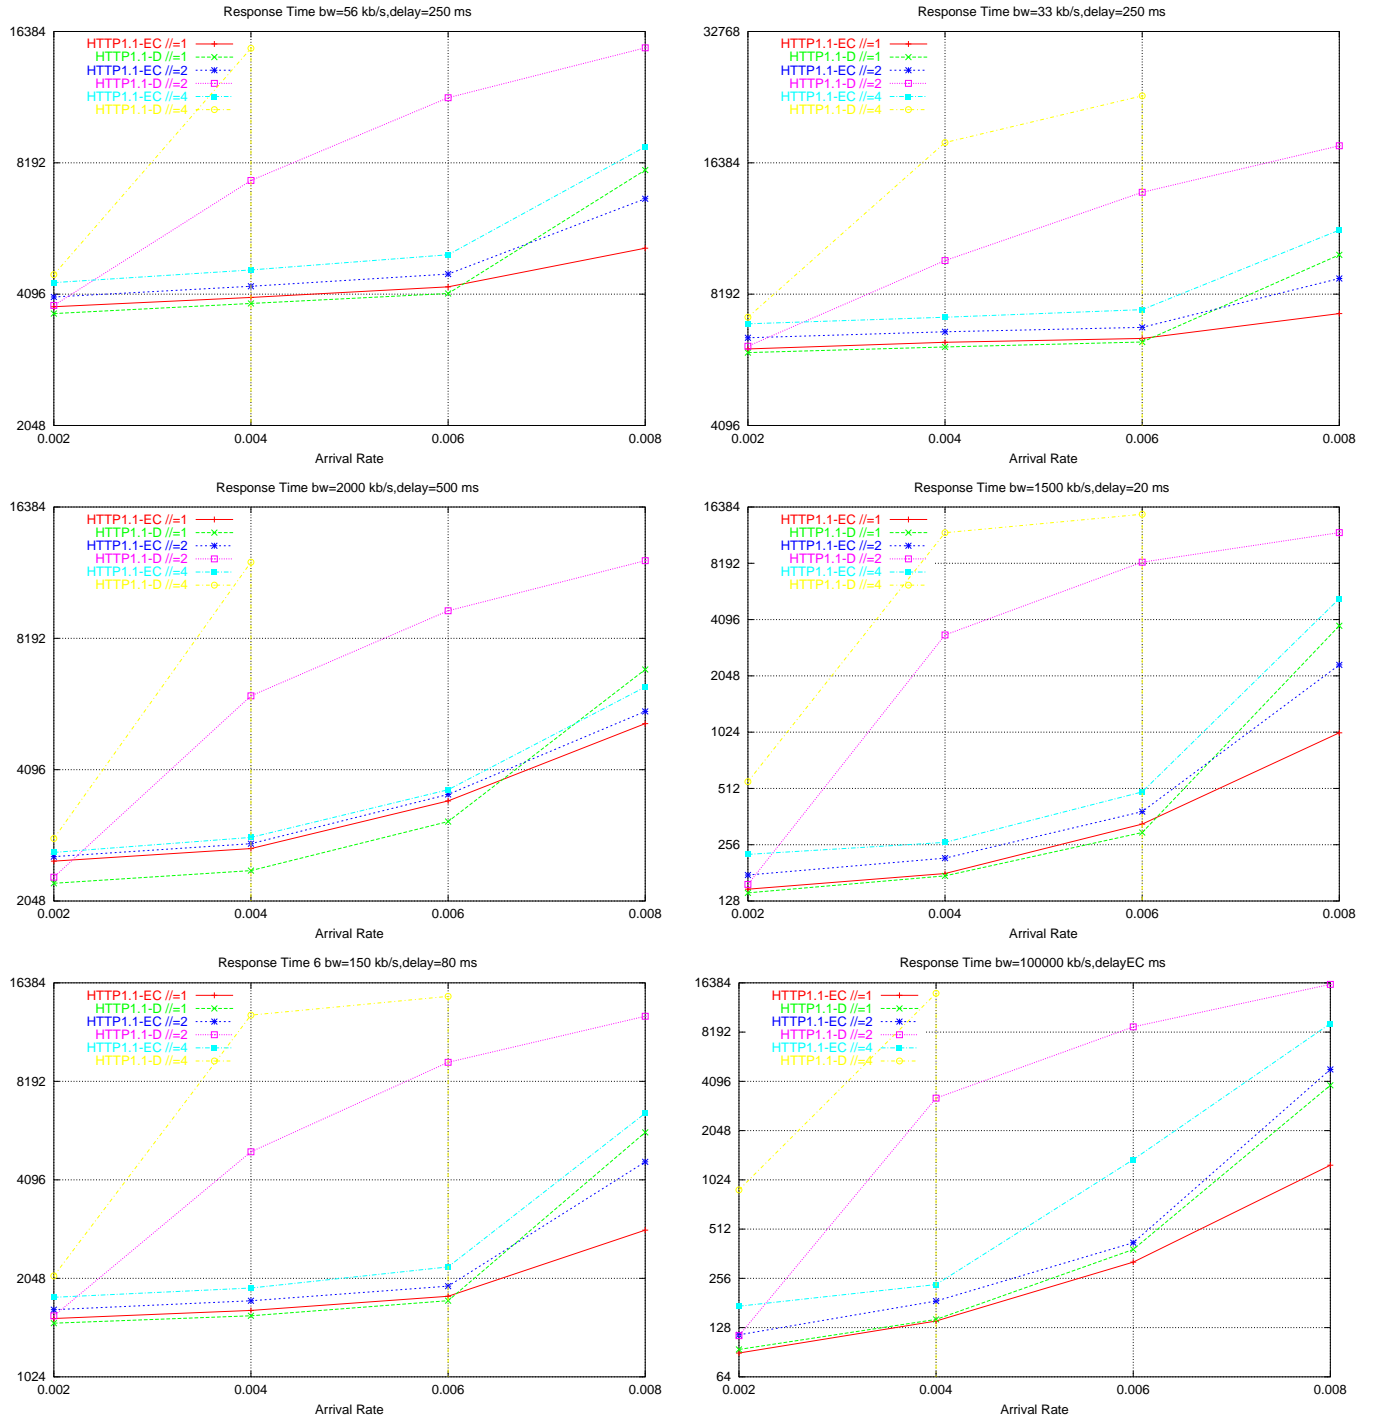 Response Time bw=56 kb/s,delay=250 ms
16384
8192
4096
2048
HTTP1.1-EC //=1
HTTP1.1-D //=1
HTTP1.1-EC //=2
HTTP1.1-D //=2
HTTP1.1-EC //=4
HTTP1.1-D //=4
0.002 0.004 0.006 0.008
Arrival Rate
Response Time bw=33 kb/s,delay=250 ms
32768
16384
8192
4096
HTTP1.1-EC //=1
HTTP1.1-D //=1
HTTP1.1-EC //=2
HTTP1.1-D //=2
HTTP1.1-EC //=4
HTTP1.1-D //=4
0.002 0.004 0.006 0.008
Arrival Rate
Response Time bw=2000 kb/s,delay=500 ms
16384
8192
4096
2048
HTTP1.1-EC //=1
HTTP1.1-D //=1
HTTP1.1-EC //=2
HTTP1.1-D //=2
HTTP1.1-EC //=4
HTTP1.1-D //=4
0.002 0.004 0.006 0.008
Arrival Rate
Response Time bw=1500 kb/s,delay=20 ms
16384
8192
4096
2048
1024
512
256
128
HTTP1.1-EC //=1
HTTP1.1-D //=1
HTTP1.1-EC //=2
HTTP1.1-D //=2
HTTP1.1-EC //=4
HTTP1.1-D //=4
0.002 0.004 0.006 0.008
Arrival Rate
Response Time 6 bw=150 kb/s,delay=80 ms
16384
8192
4096
2048
1024
HTTP1.1-EC //=1
HTTP1.1-D //=1
HTTP1.1-EC //=2
HTTP1.1-D //=2
HTTP1.1-EC //=4
HTTP1.1-D //=4
0.002 0.004 0.006 0.008
Arrival Rate
Response Time bw=100000 kb/s,delayEC ms
16384
8192
4096
2048
1024
512
256
128
64
HTTP1.1-EC //=1
HTTP1.1-D //=1
HTTP1.1-EC //=2
HTTP1.1-D //=2
HTTP1.1-EC //=4
HTTP1.1-D //=4
0.002 0.004 0.006 0.008
Arrival Rate